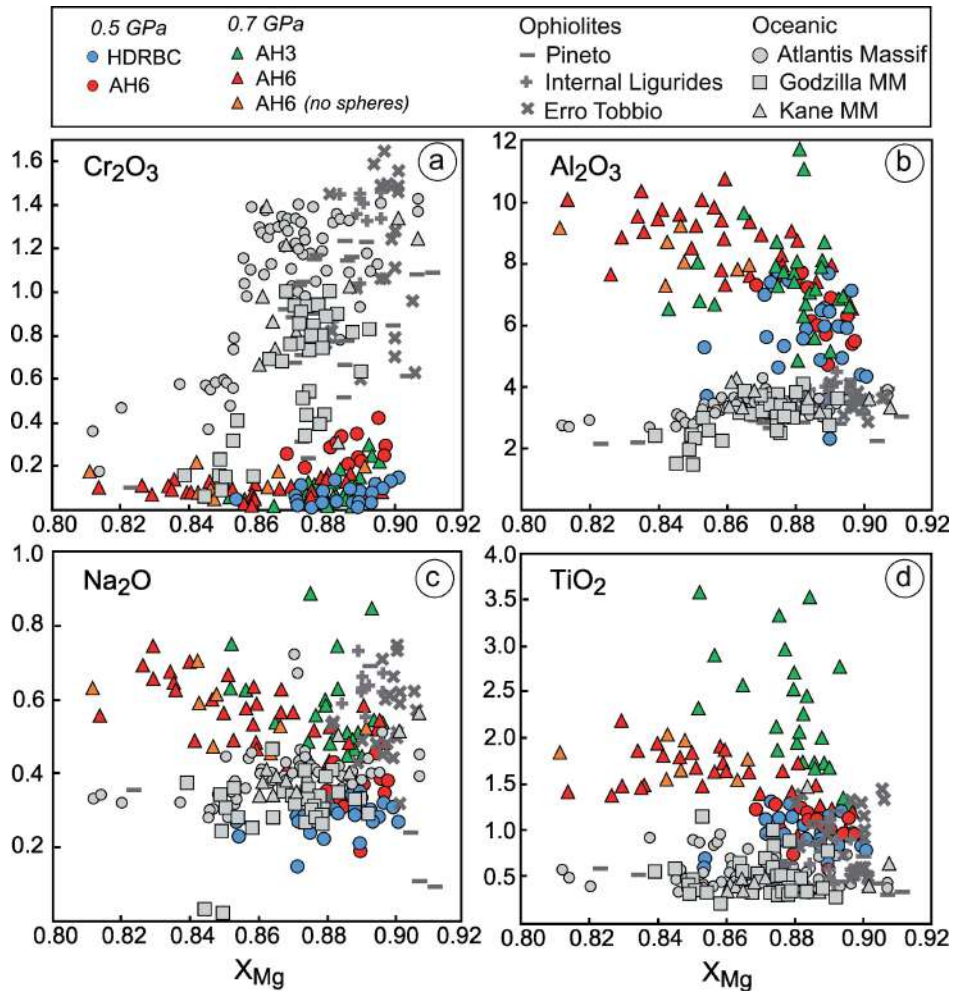 0.5 GPa 0.7 GPa Ophiolites Oceanic
HDRBC AH3 Pineto Atlantis Massif
AH6 AH6 Internal Ligurides Godzilla MM
AH6 (no spheres) Erro Tobbio Kane MM
Cr₂O₃ a
1.6
1.4
1.2
1.0
0.8
0.6
0.4
0.2
0.80 0.82 0.84 0.86 0.88 0.90 0.92
Al₂O₃ b
12
10
8
6
4
2
0.80 0.82 0.84 0.86 0.88 0.90 0.92
Na₂O c
1.0
0.8
0.6
0.4
0.2
0.80 0.82 0.84 0.86 0.88 0.90 0.92
X_Mg
TiO₂ d
4.0
3.5
3.0
2.5
2.0
1.5
1.0
0.5
0.80 0.82 0.84 0.86 0.88 0.90 0.92
X_Mg